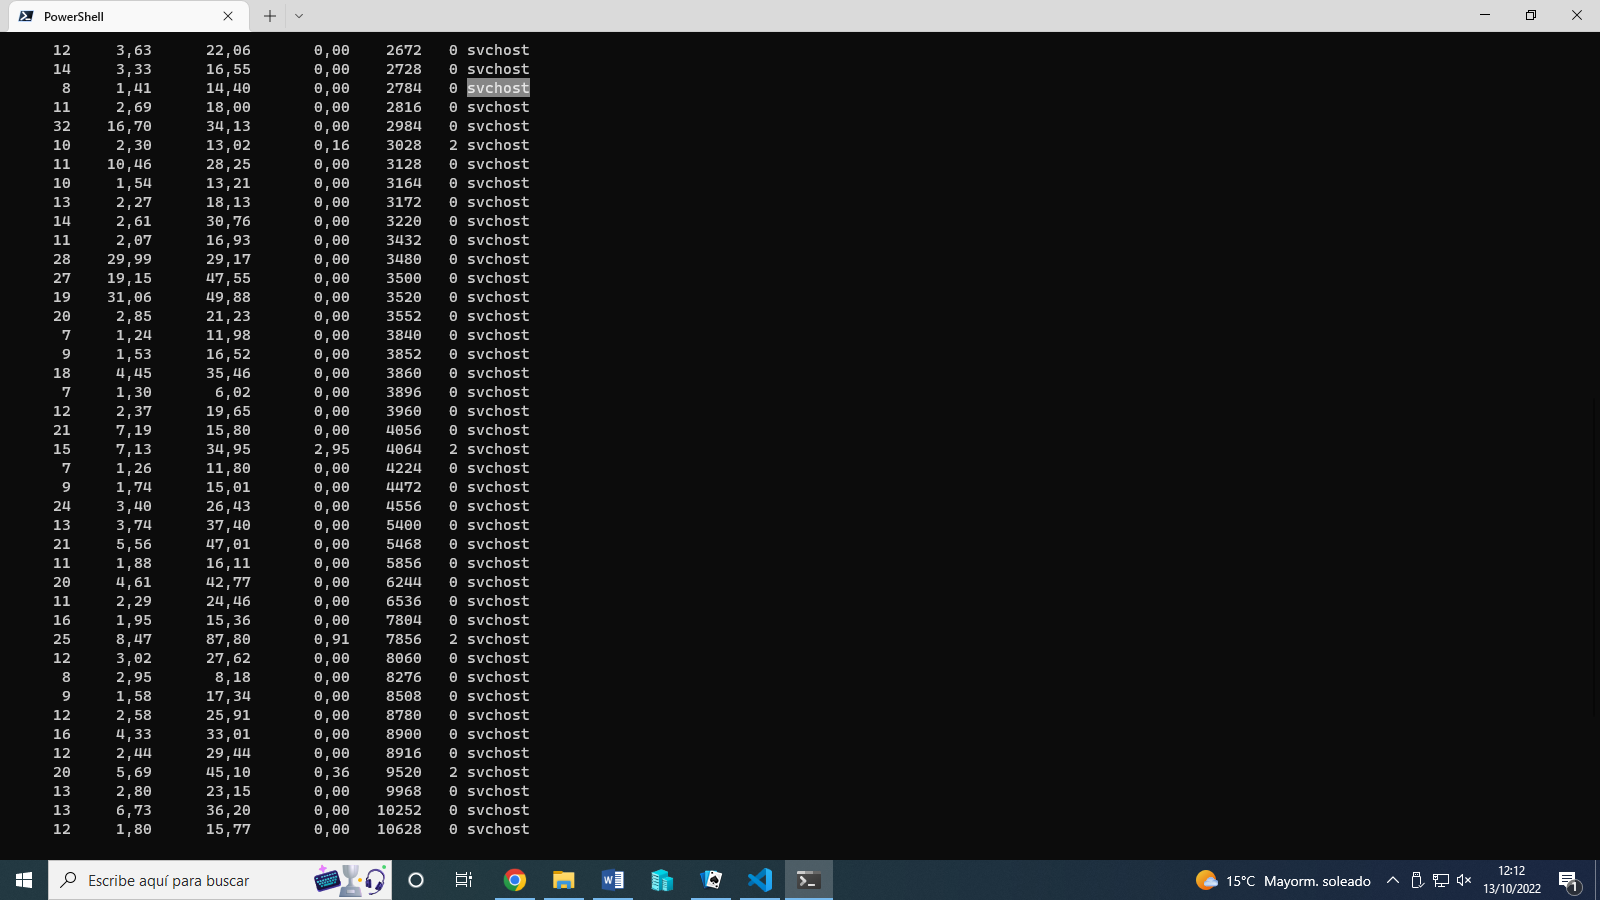 PowerShell
12 3,63 22,06 0,00 2672 0 svchost
14 3,33 16,55 0,00 2728 0 svchost
8 1,41 14,40 0,00 2784 0 svchost
11 2,69 18,00 0,00 2816 0 svchost
32 16,70 34,13 0,00 2984 0 svchost
10 2,30 13,02 0,16 3028 2 svchost
11 10,46 28,25 0,00 3128 0 svchost
10 1,54 13,21 0,00 3164 0 svchost
13 2,27 18,13 0,00 3172 0 svchost
14 2,61 30,76 0,00 3220 0 svchost
11 2,07 16,93 0,00 3432 0 svchost
28 29,99 29,17 0,00 3480 0 svchost
27 19,15 47,55 0,00 3500 0 svchost
19 31,06 49,88 0,00 3520 0 svchost
20 2,85 21,23 0,00 3552 0 svchost
7 1,24 11,98 0,00 3840 0 svchost
9 1,53 16,52 0,00 3852 0 svchost
18 4,45 35,46 0,00 3860 0 svchost
7 1,30 6,02 0,00 3896 0 svchost
12 2,37 19,65 0,00 3960 0 svchost
21 7,19 15,80 0,00 4056 0 svchost
15 7,13 34,95 2,95 4064 2 svchost
7 1,26 11,80 0,00 4224 0 svchost
9 1,74 15,01 0,00 4472 0 svchost
24 3,40 26,43 0,00 4556 0 svchost
13 3,74 37,40 0,00 5400 0 svchost
21 5,56 47,01 0,00 5468 0 svchost
11 1,88 16,11 0,00 5856 0 svchost
20 4,61 42,77 0,00 6244 0 svchost
11 2,29 24,46 0,00 6536 0 svchost
16 1,95 15,36 0,00 7804 0 svchost
25 8,47 87,80 0,91 7856 2 svchost
12 3,02 27,62 0,00 8060 0 svchost
8 2,95 8,18 0,00 8276 0 svchost
9 1,58 17,34 0,00 8508 0 svchost
12 2,58 25,91 0,00 8780 0 svchost
16 4,33 33,01 0,00 8900 0 svchost
12 2,44 29,44 0,00 8916 0 svchost
20 5,69 45,10 0,36 9520 2 svchost
13 2,80 23,15 0,00 9968 0 svchost
13 6,73 36,20 0,00 10252 0 svchost
12 1,80 15,77 0,00 10628 0 svchost
Escribe aquí para buscar
15°C Mayorm. soleado
12:12
13/10/2022
1